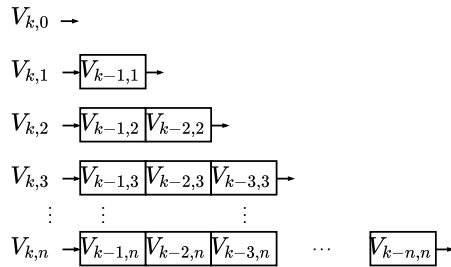 V_{k,0}
V_{k,1} V_{k-1,1}
V_{k,2} V_{k-1,2} V_{k-2,2}
V_{k,3} V_{k-1,3} V_{k-2,3} V_{k-3,3}
⋮ ⋮ ⋮
V_{k,n} V_{k-1,n} V_{k-2,n} V_{k-3,n} ⋯ V_{k-n,n}